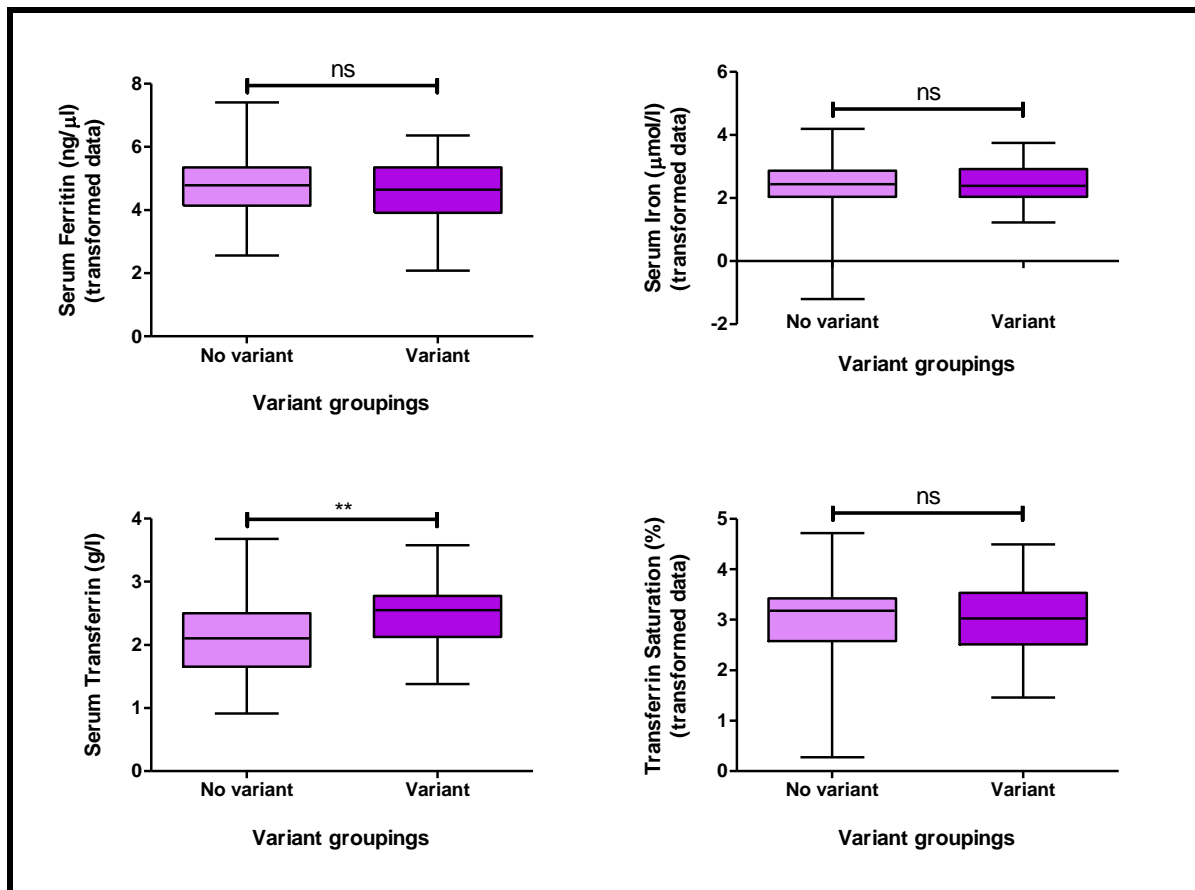 ns
Serum Ferritin (ng/μl)
(transformed data)
8
6
4
2
0
No variant Variant
Variant groupings
ns
Serum Iron (μmol/l)
(transformed data)
6
4
2
0
-2
No variant Variant
Variant groupings
**
Serum Transferrin (g/l)
4
3
2
1
0
No variant Variant
Variant groupings
ns
Transferrin Saturation (%)
(transformed data)
5
4
3
2
1
0
No variant Variant
Variant groupings